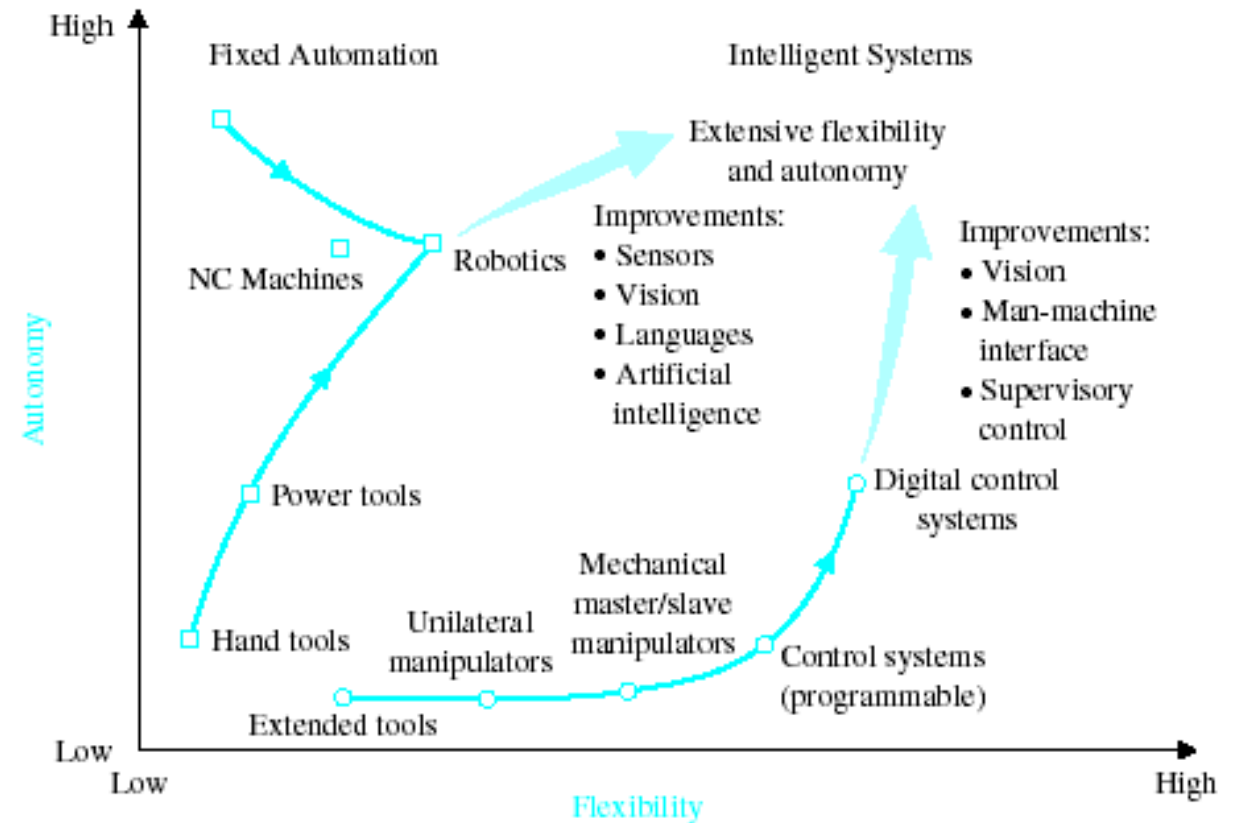 High
Fixed Automation
Intelligent Systems
Extensive flexibility
and autonomy
Improvements:
• Sensors
• Vision
• Languages
• Artificial
intelligence
Improvements:
• Vision
• Man-machine
interface
• Supervisory
control
NC Machines
Robotics
Autonomy
Power tools
Digital control
systems
Hand tools
Unilateral
manipulators
Mechanical
master/slave
manipulators
Control systems
(programmable)
Extended tools
Low
Low
High
Flexibility